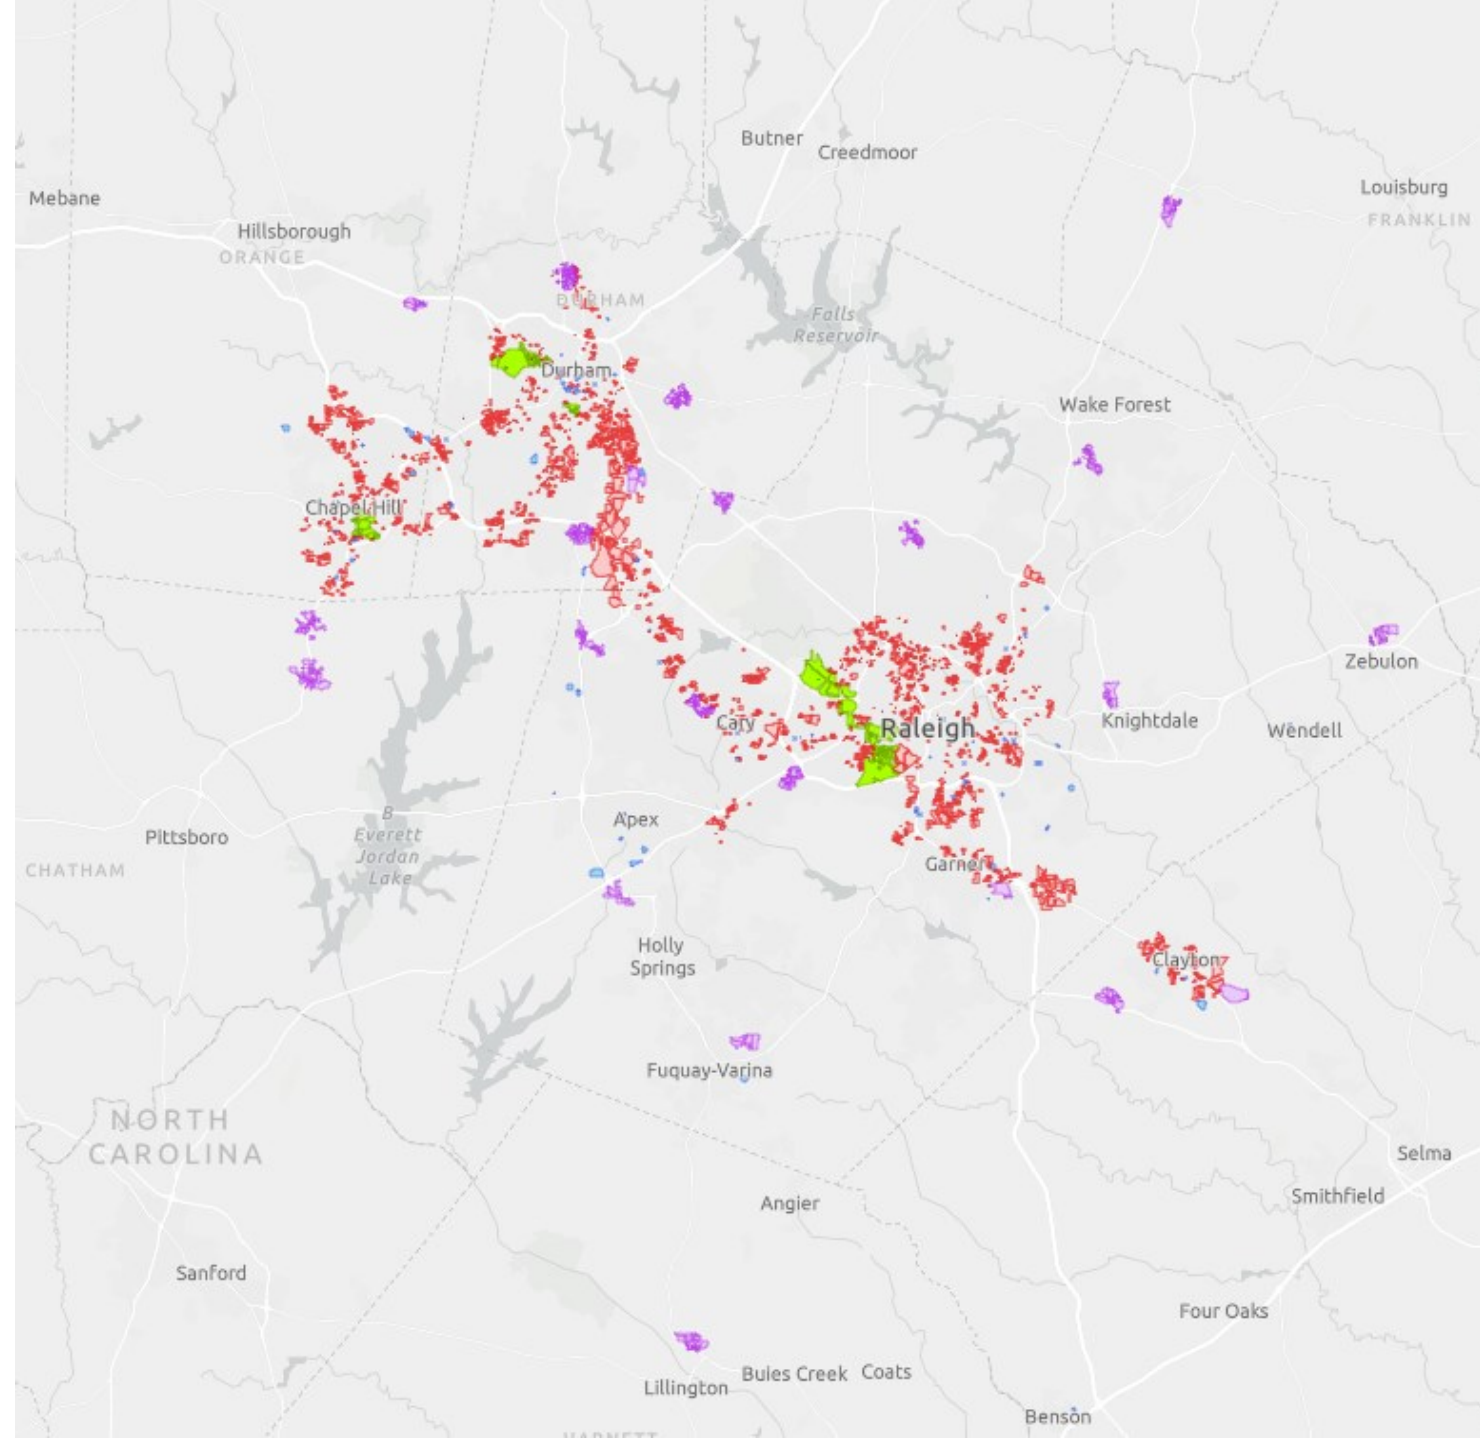 Butner
Creedmoor
Mebane
Louisburg
FRANKLIN
Hillsborough
ORANGE
DURHAM
Falls
Reservoir
Durham
Wake Forest
Chapel Hill
Zebulon
Cary
Raleigh
Knightdale
Wendell
B
Everett
Jordan
Lake
Apex
Pittsboro
CHATHAM
Garner
Holly
Springs
Clayton
Fuquay-Varina
NORTH
CAROLINA
Selma
Angier
Smithfield
Sanford
Four Oaks
Lillington
Buies Creek
Coats
Benson
HARNETT